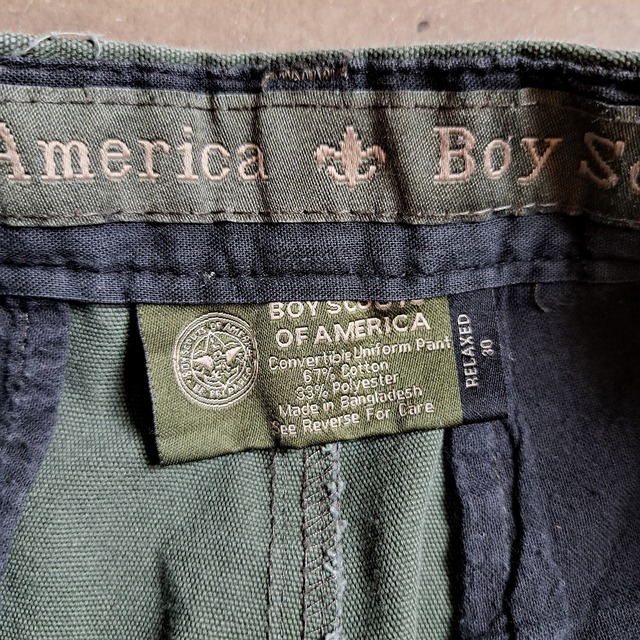 America ⚜ Boy Sc
BOY SCOUTS
OF AMERICA
Convertible Uniform Pant
67% Cotton
33% Polyester
Made in Bangladesh
See Reverse For Care
RELAXED
30